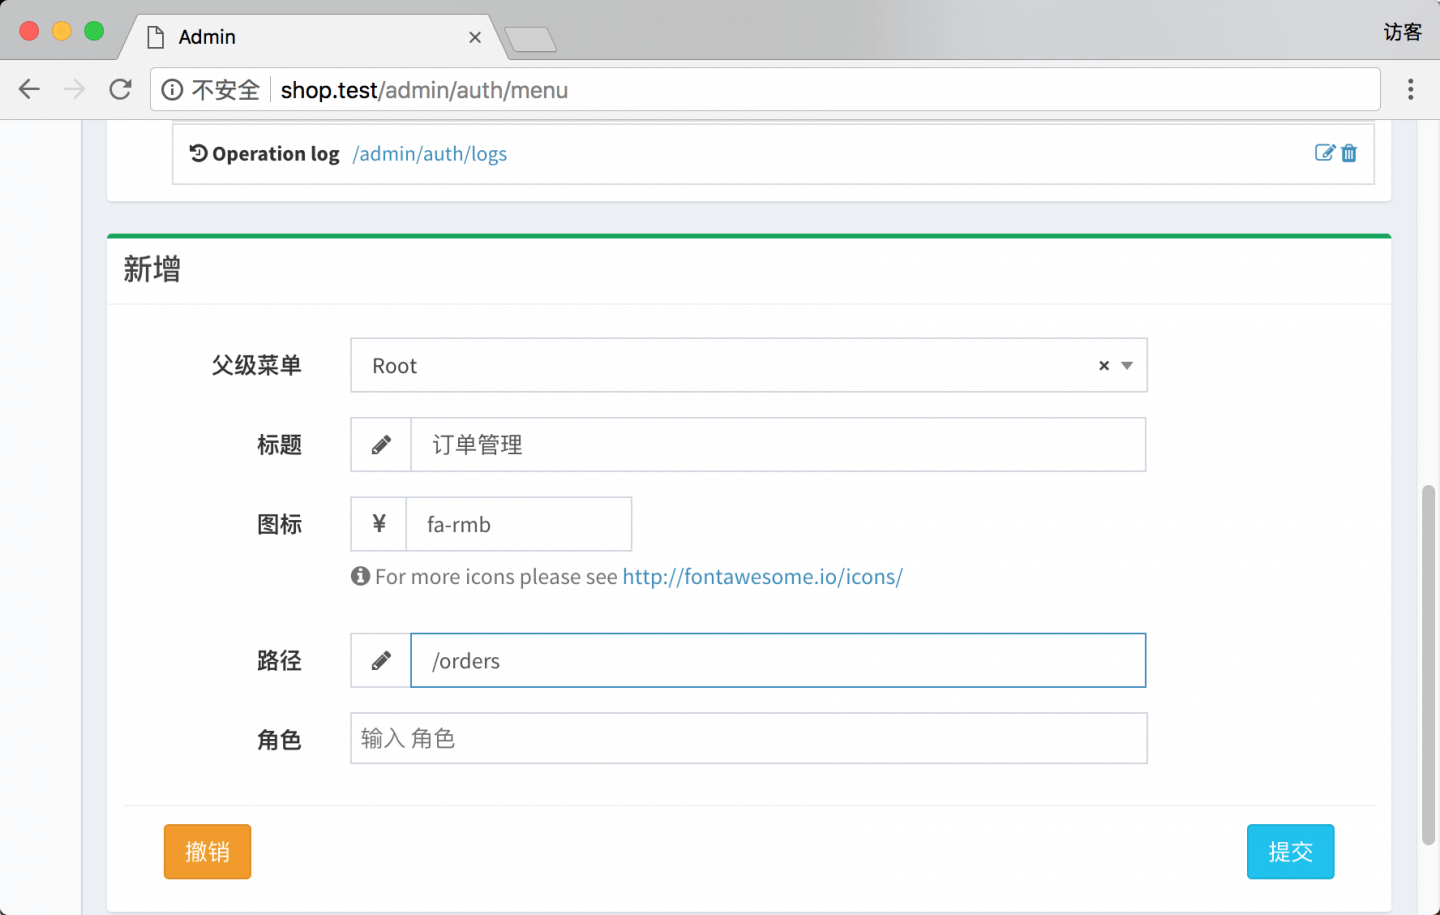 Admin
访客
不安全 shop.test/admin/auth/menu
Operation log /admin/auth/logs
新增
父级菜单 Root
标题 订单管理
图标 ¥ fa-rmb
For more icons please see http://fontawesome.io/icons/
路径 /orders
角色 输入 角色
撤销 提交